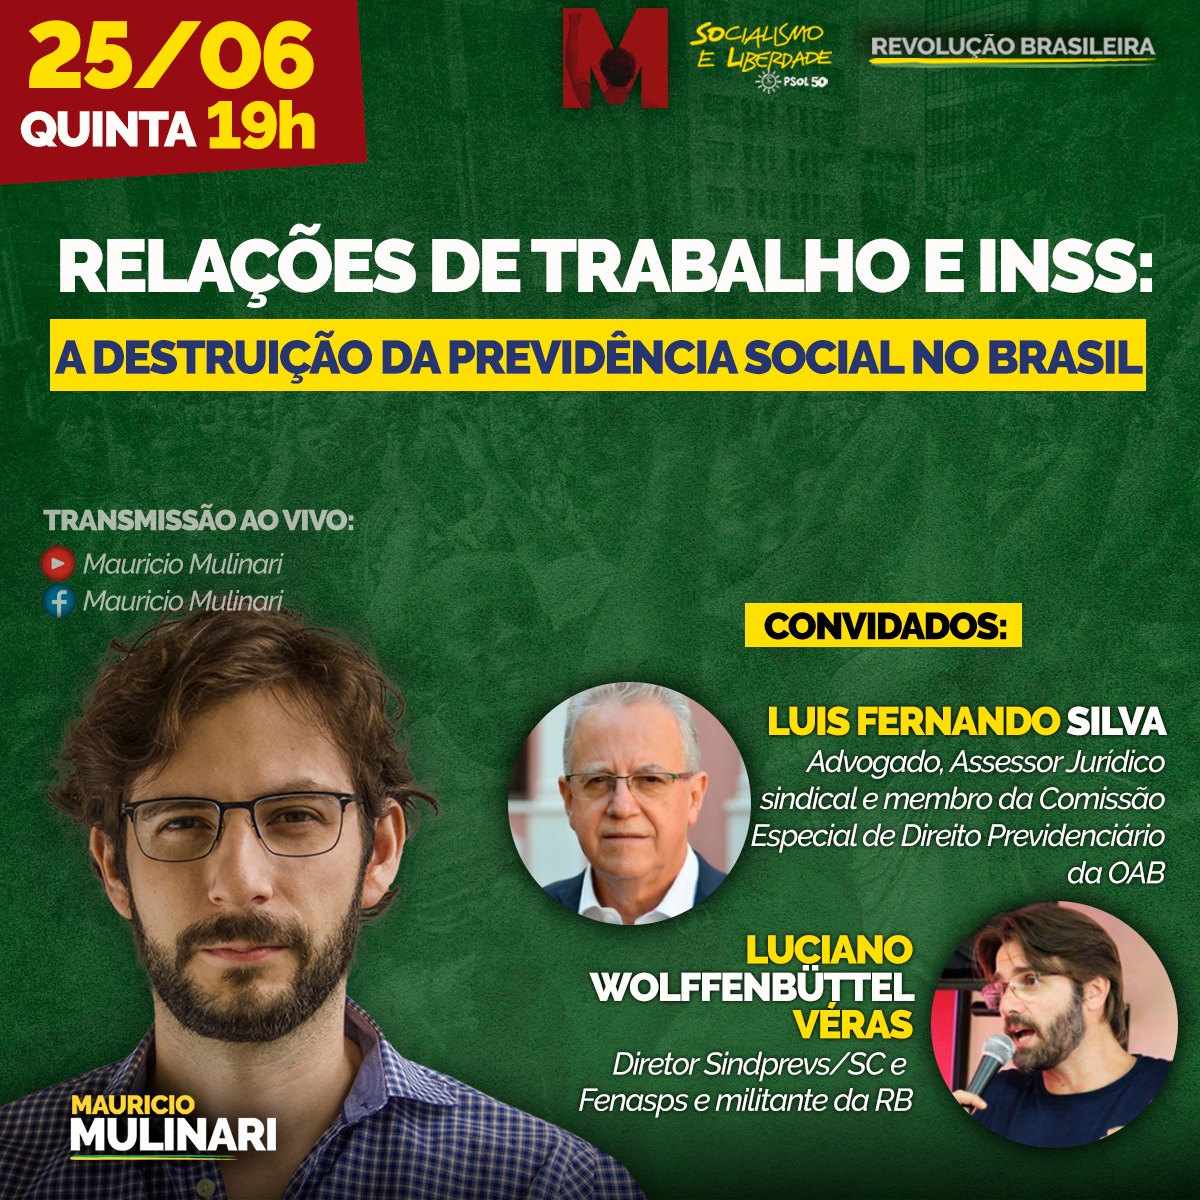 25/06
QUINTA 19h
M
SOCIALISMO
E LIBERDADE
PSOL 50
REVOLUÇÃO BRASILEIRA
RELAÇÕES DE TRABALHO E INSS:
A DESTRUIÇÃO DA PREVIDÊNCIA SOCIAL NO BRASIL
TRANSMISSÃO AO VIVO:
Mauricio Mulinari
f Mauricio Mulinari
CONVIDADOS:
LUIS FERNANDO SILVA
Advogado, Assessor Jurídico
sindical e membro da Comissão
Especial de Direito Previdenciário
da OAB
LUCIANO
WOLFFENBÜTTEL
VÉRAS
Diretor Sindprevs/SC e
Fenasps e militante da RB
MAURICIO
MULINARI